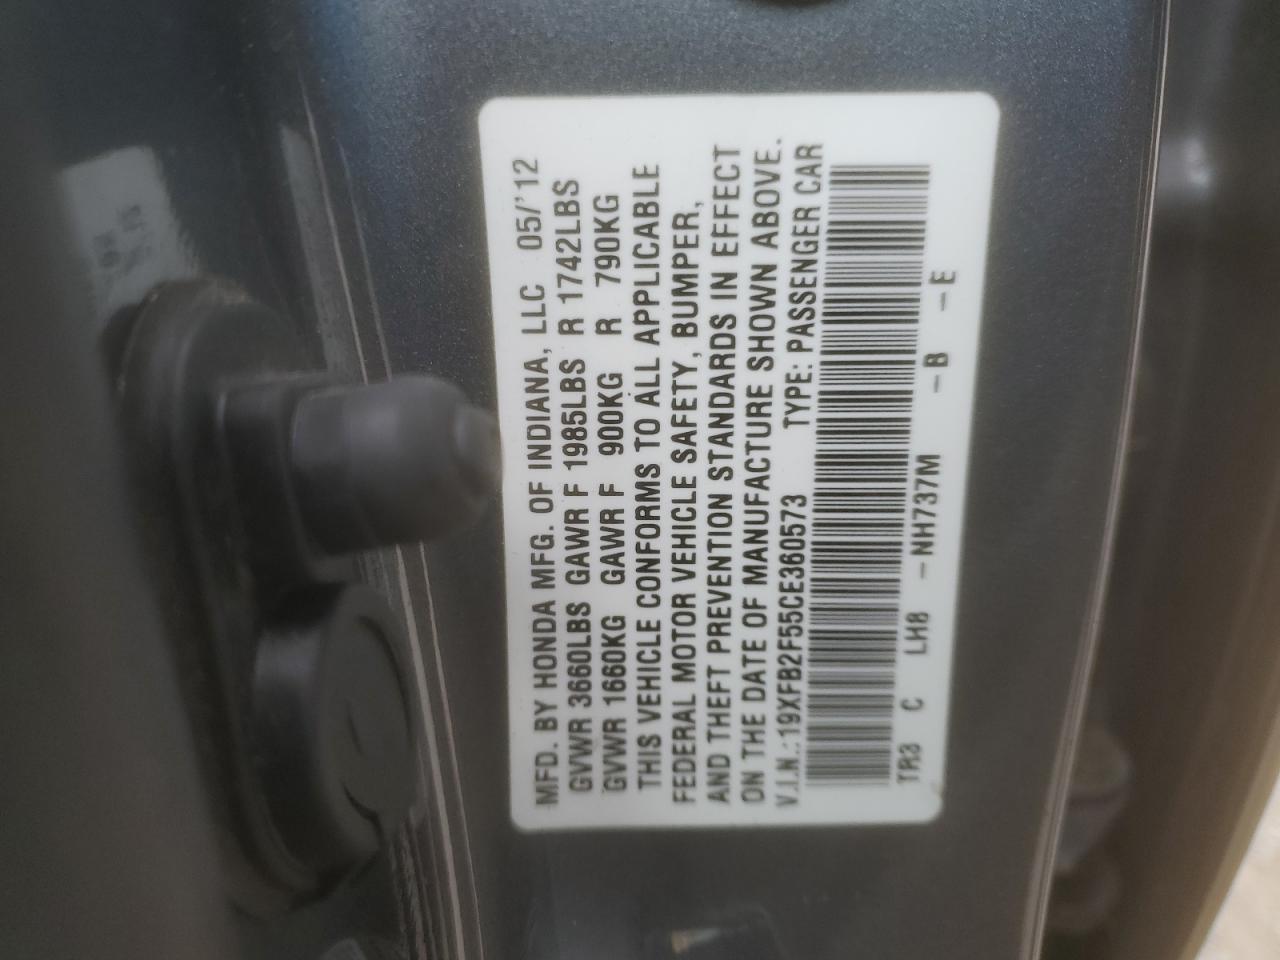 MFD. BY HONDA MFG. OF INDIANA, LLC 05/'12
GVWR 3660LBS GAWR F 1985LBS R 1742LBS
GVWR 1660KG GAWR F 900KG R 790KG
THIS VEHICLE CONFORMS TO ALL APPLICABLE
FEDERAL MOTOR VEHICLE SAFETY, BUMPER,
AND THEFT PREVENTION STANDARDS IN EFFECT
ON THE DATE OF MANUFACTURE SHOWN ABOVE.
V.I.N.:19XFB2F55CE360573 TYPE: PASSENGER CAR
TR3 C LH8 -NH737M -B -E